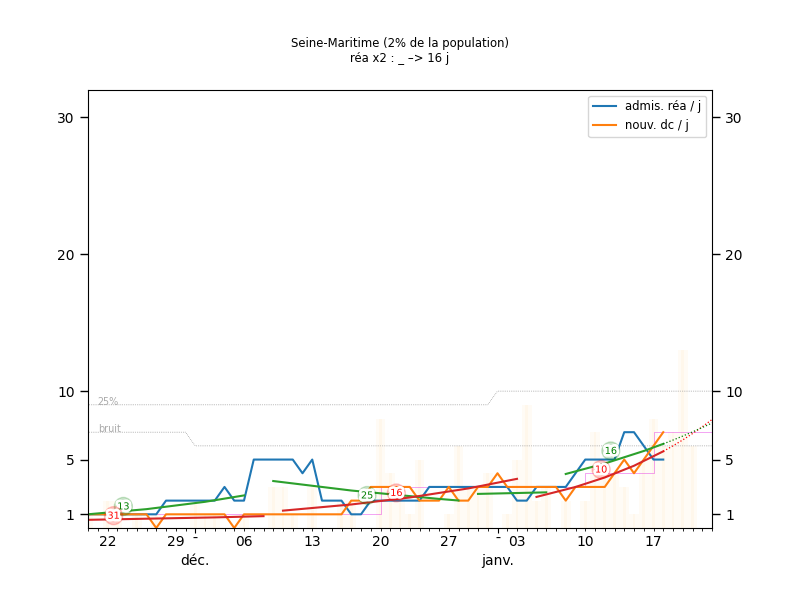 Seine-Maritime (2% de la population)
réa x2 : _ –> 16 j
admis. réa / j
nouv. dc / j
30 30
20 20
10 10
25%
bruit
5 5
16
10
25 16
13
31
1 1
22 29 - 06 13 20 27 - 03 10 17
déc. janv.